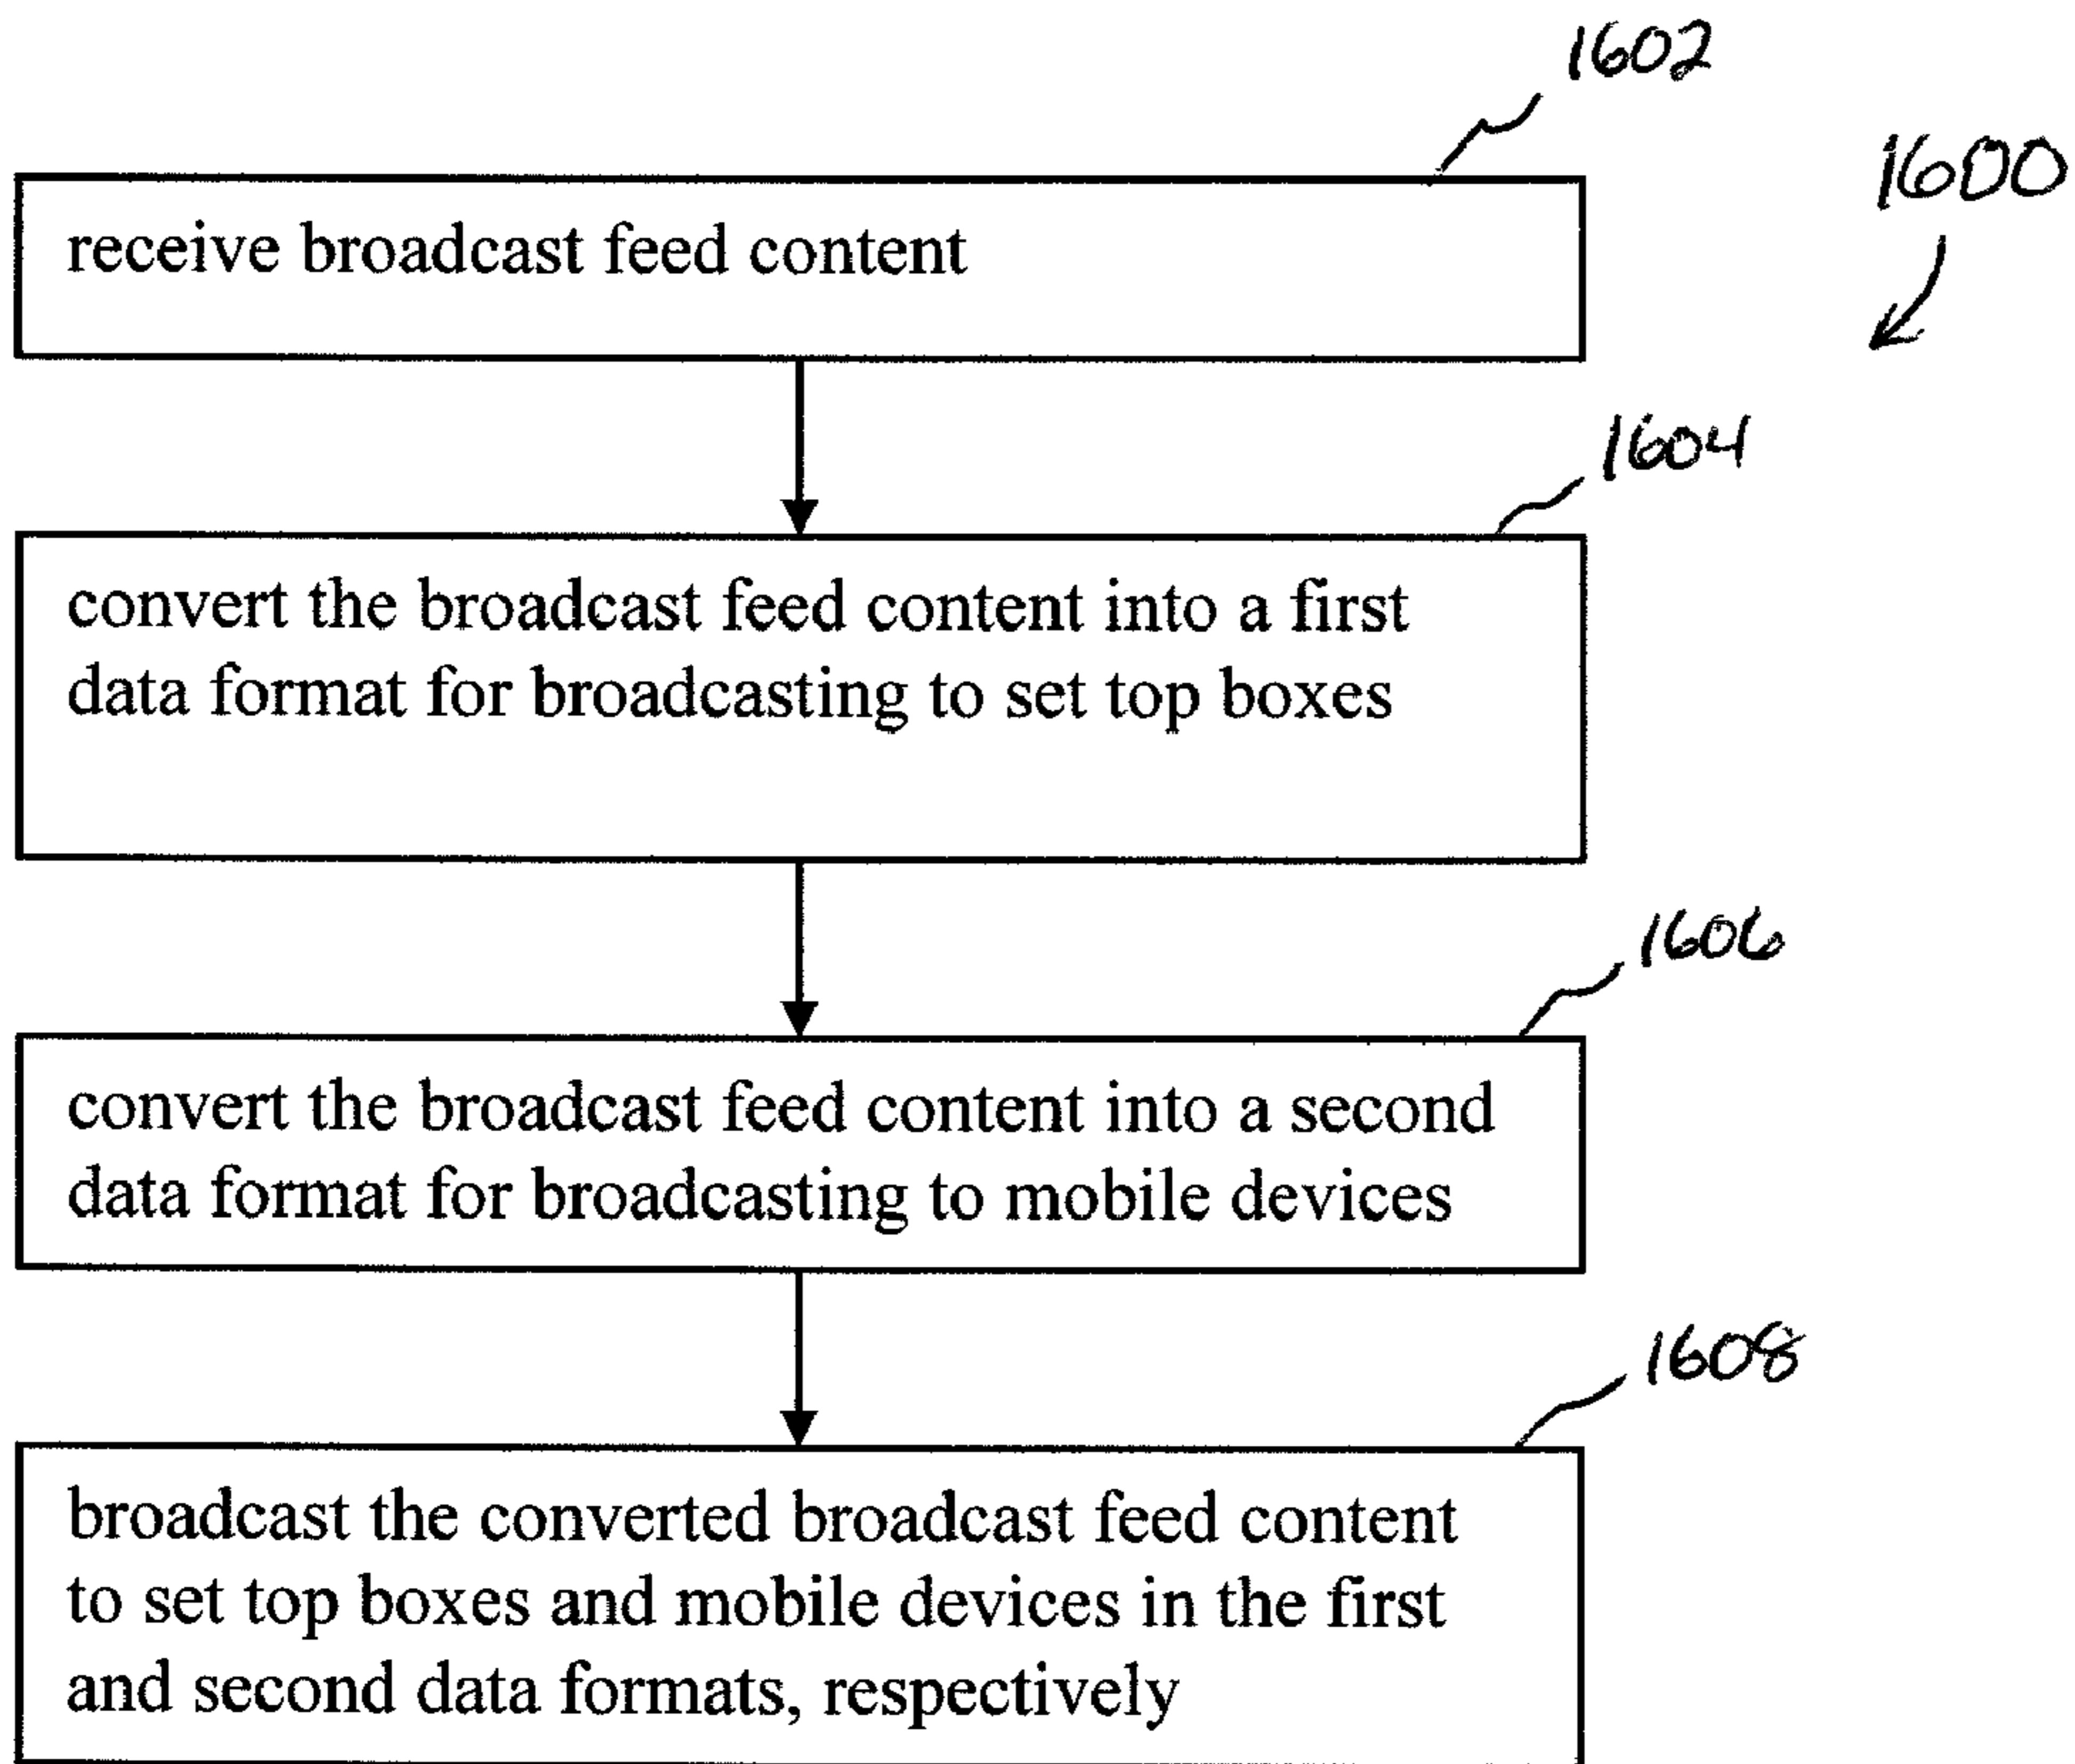 1602
1600
receive broadcast feed content
1604
convert the broadcast feed content into a first
data format for broadcasting to set top boxes
1606
convert the broadcast feed content into a second
data format for broadcasting to mobile devices
1608
broadcast the converted broadcast feed content
to set top boxes and mobile devices in the first
and second data formats, respectively